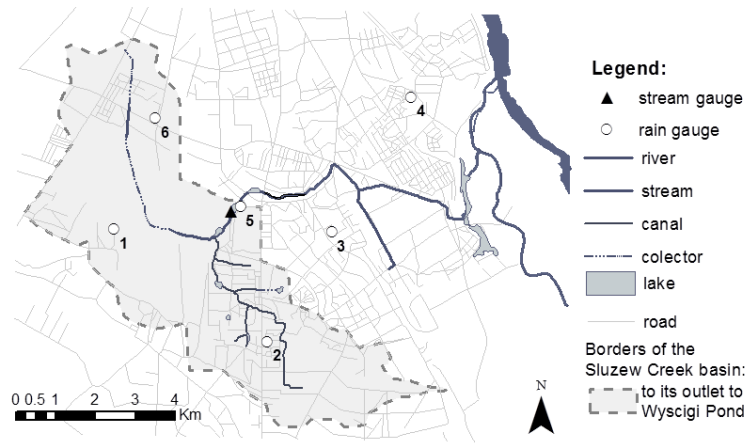 4
6
5
1
3
2
0 0.5 1 2 3 4
Km
N
Legend:
stream gauge
rain gauge
river
stream
canal
colector
lake
road
Borders of the
Sluzew Creek basin:
to its outlet to
Wyscigi Pond